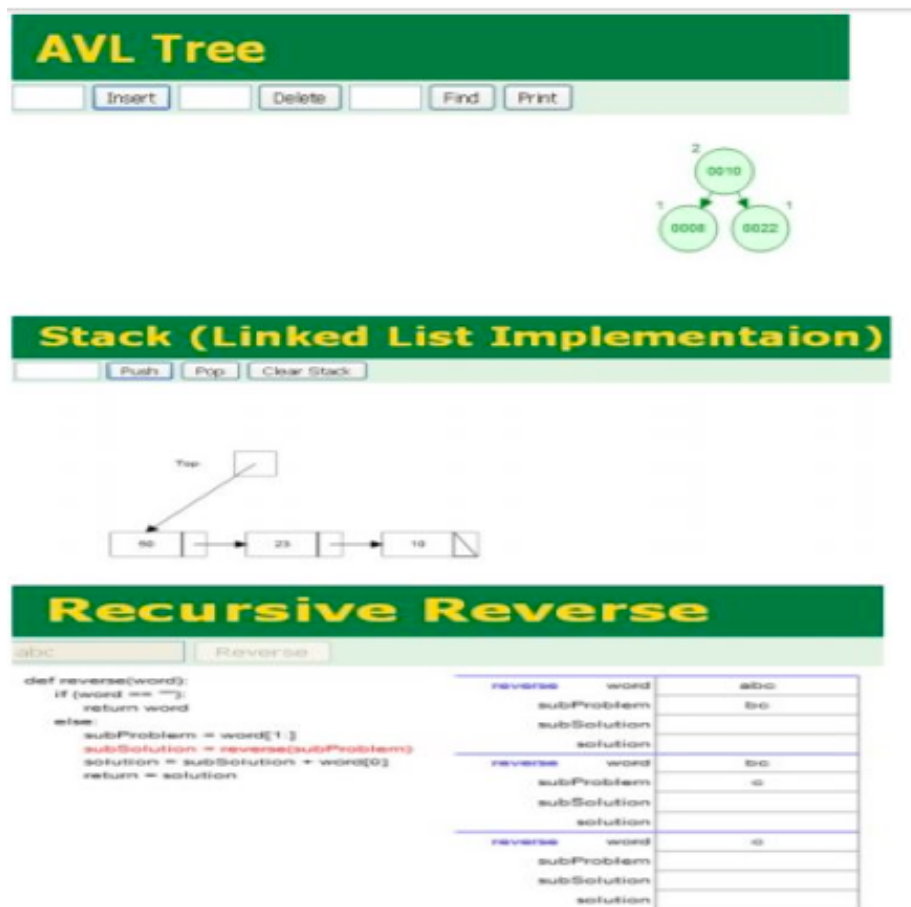 AVL Tree
Insert Delete Find Print
2
0010
1 1
0008 0022
Stack (Linked List Implementaion)
Push Pop Clear Stack
Top
50 23 10
Recursive Reverse
abc Reverse
def reverse(word):
if (word == ""):
return word
else:
subProblem = word[1:]
subSolution = reverse(subProblem)
solution = subSolution + word[0]
return = solution
reverse word abc
subProblem bc
subSolution
solution
reverse word bc
subProblem c
subSolution
solution
reverse word c
subProblem
subSolution
solution